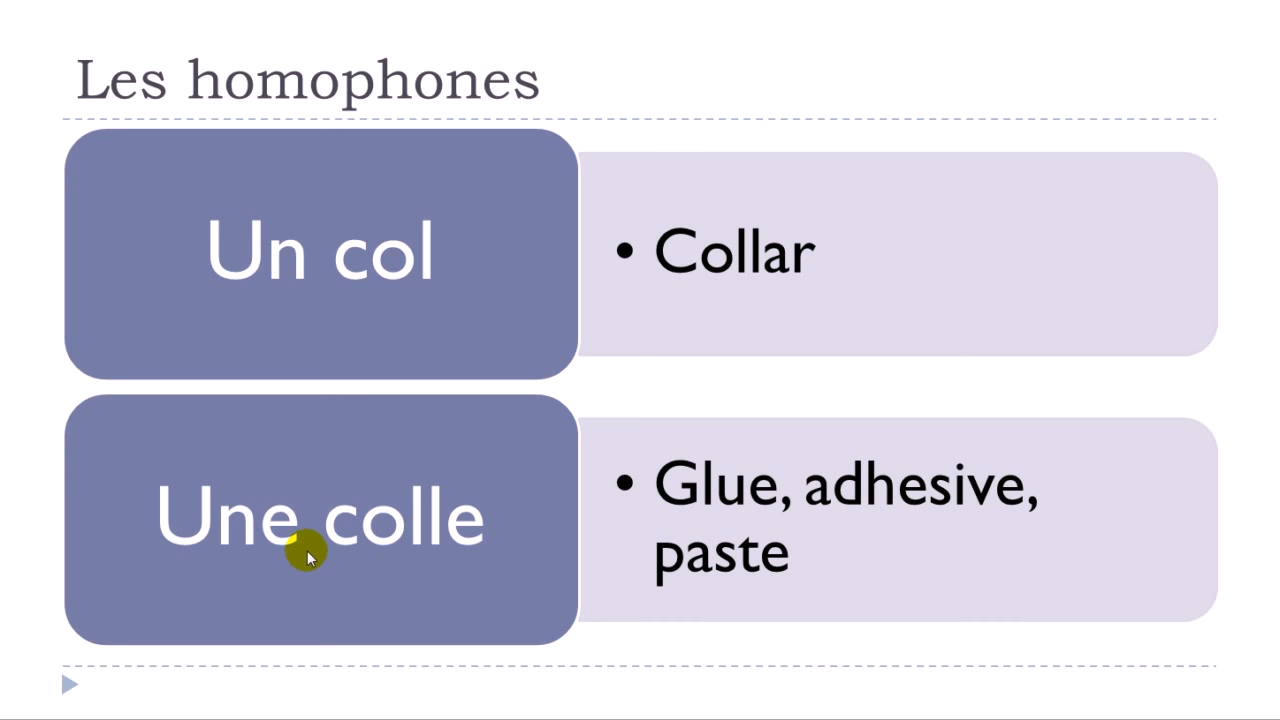 Les homophones
Un col
• Collar
Une colle
• Glue, adhesive,
paste